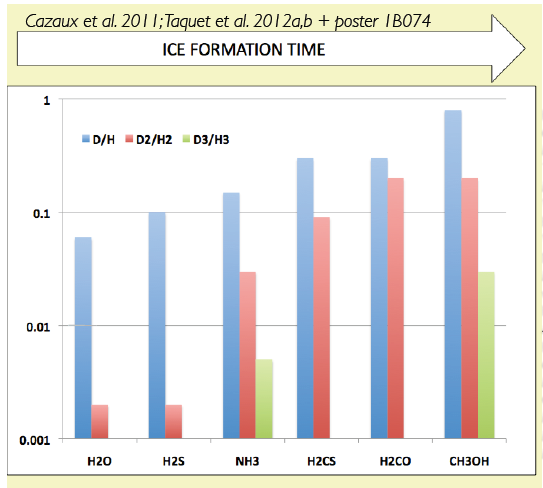 Cazaux et al. 2011; Taquet et al. 2012a,b + poster 1B074
ICE FORMATION TIME
1
D/H D2/H2 D3/H3
0.1
0.01
0.001
H2O H2S NH3 H2CS H2CO CH3OH